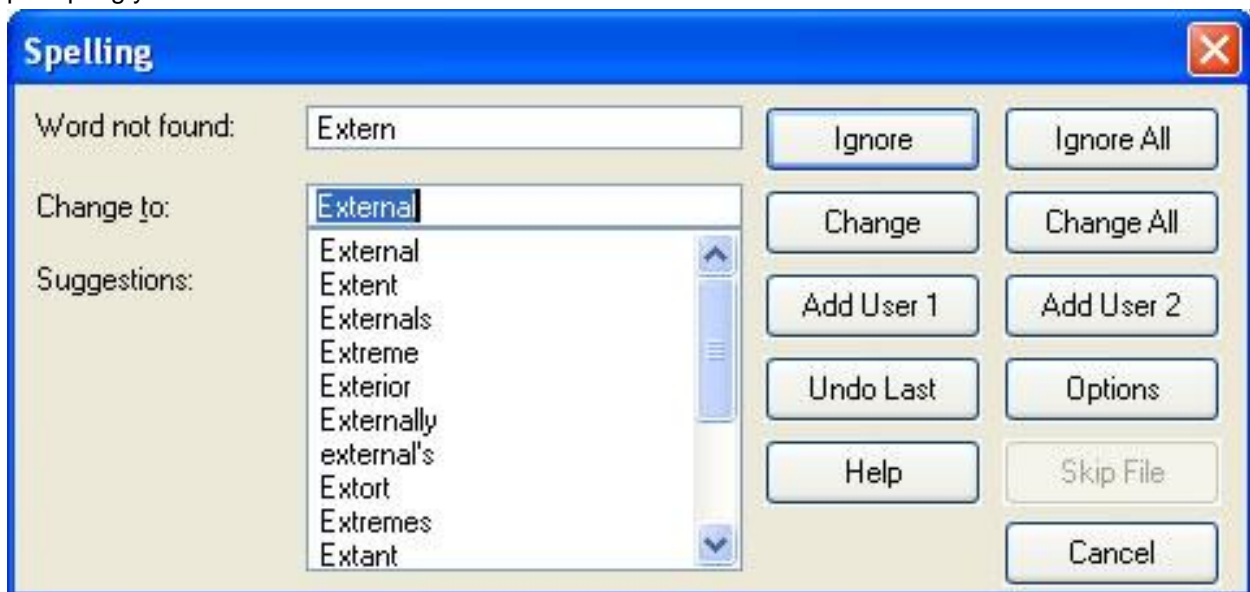 Spelling
Word not found: Extern
Ignore Ignore All
Change to: External
Change Change All
Suggestions:
External
Extent
Externals
Extreme
Exterior
Externally
external's
Extort
Extremes
Extant
Add User 1 Add User 2
Undo Last Options
Help Skip File
Cancel